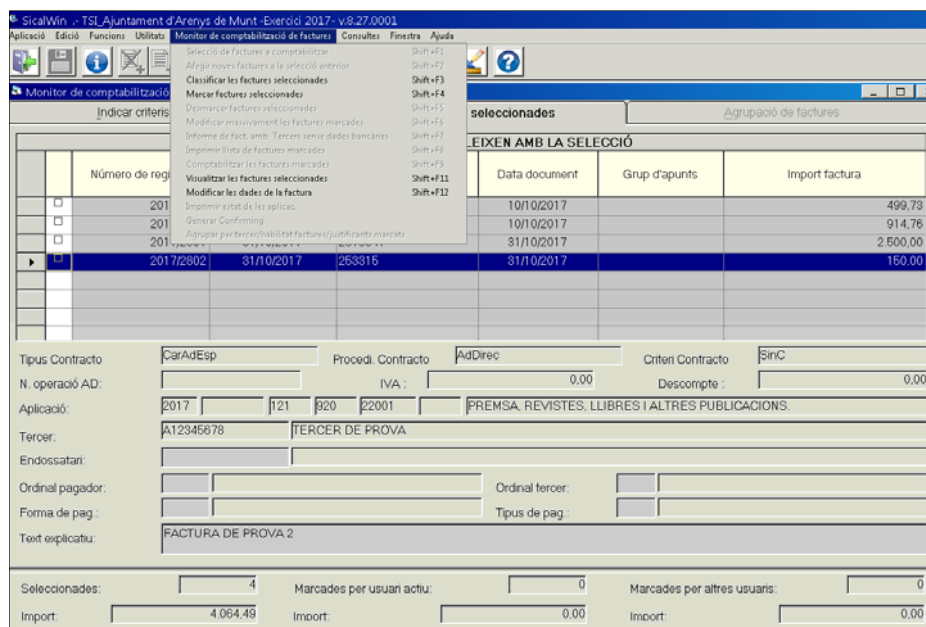 SicalWin .- TSI_Ajuntament d'Arenys de Munt -Exercici 2017- v.8.27.0001
Aplicació Edició Funcions Utilitats Monitor de comptabilització de factures Consultes Finestra Ajuda
Selecció de factures a comptabilitzar Shift+F1
Afegir noves factures a la selecció anterior Shift+F2
Classificar les factures seleccionades Shift+F3
Marcar factures seleccionades Shift+F4
Desmarcar factures seleccionades Shift+F5
Modificar massivament les factures marcades Shift+F6
Informe de fact. amb Tercers sense dades bancàries Shift+F7
Imprimir llista de factures marcades Shift+F8
Comptabilitzar les factures marcades Shift+F9
Visualitzar les factures seleccionades Shift+F11
Modificar les dades de la factura Shift+F12
Imprimir estat de les aplicac.
Generar Confirming
Agrupar per tercer/habilitat factures/justificants marcats
Monitor de comptabilització
Indicar criteris seleccionades Agrupació de factures
LEIXEN AMB LA SELECCIÓ
Número de regi Data document Grup d'apunts Import factura
201 10/10/2017 499,73
201 10/10/2017 914,76
31/10/2017 2.500,00
2017/2802 31/10/2017 253315 31/10/2017 150,00
Tipus Contracto CarAdEsp Procedi. Contracto AdDirec Criteri Contracto SinC
N. operació AD: IVA : 0,00 Descompte : 0,00
Aplicació: 2017 121 920 22001 PREMSA, REVISTES, LLIBRES I ALTRES PUBLICACIONS.
Tercer: A12345678 TERCER DE PROVA
Endossatari:
Ordinal pagador: Ordinal tercer:
Forma de pag.: Tipus de pag.:
Text explicatiu: FACTURA DE PROVA 2
Seleccionades: 4 Marcades per usuari actiu: 0 Marcades per altres usuaris: 0
Import: 4.064,49 Import: 0,00 Import: 0,00